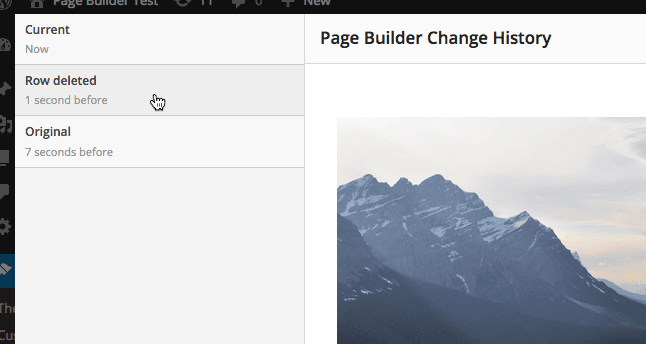 Page Builder Test 11 0 New
Current
Now
Page Builder Change History
Row deleted
1 second before
Original
7 seconds before
The
Cus